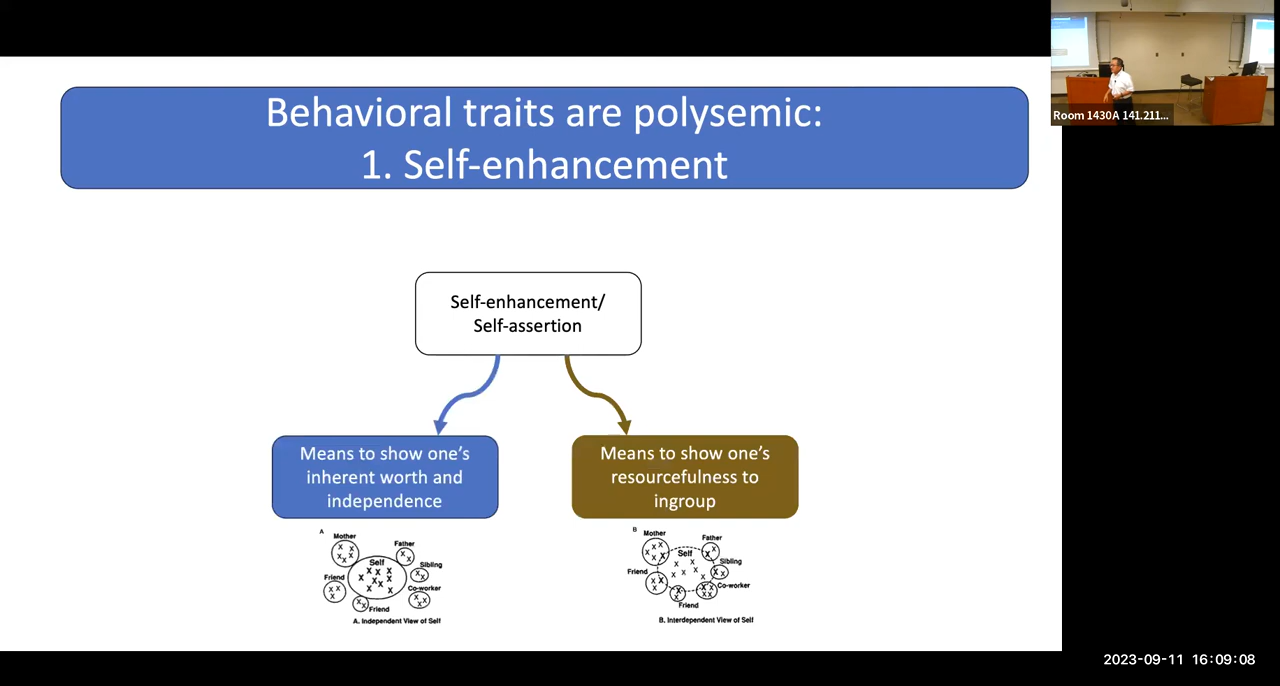 Behavioral traits are polysemic:
1. Self-enhancement
Room 1430A 141.211...
Self-enhancement/
Self-assertion
Means to show one's
inherent worth and
independence
Means to show one's
resourcefulness to
ingroup
A
Mother
Father
Self
Sibling
Friend
Co-worker
Friend
A. Independent View of Self
B
Mother
Father
Self
Sibling
Friend
Co-worker
Friend
B. Interdependent View of Self
2023-09-11 16:09:08